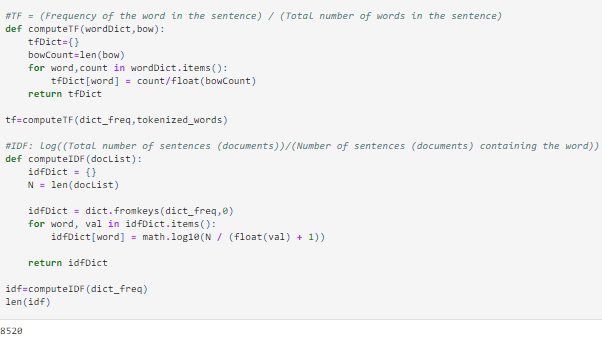 #TF = (Frequency of the word in the sentence) / (Total number of words in the sentence)
def computeTF(wordDict,bow):
    tfDict={}
    bowCount=len(bow)
    for word,count in wordDict.items():
        tfDict[word] = count/float(bowCount)
    return tfDict

tf=computeTF(dict_freq,tokenized_words)

#IDF: Log((Total number of sentences (documents))/(Number of sentences (documents) containing the word))
def computeIDF(docList):
    idfDict = {}
    N = len(docList)

    idfDict = dict.fromkeys(dict_freq,0)
    for word, val in idfDict.items():
        idfDict[word] = math.log10(N / (float(val) + 1))

    return idfDict

idf=computeIDF(dict_freq)
len(idf)
8520